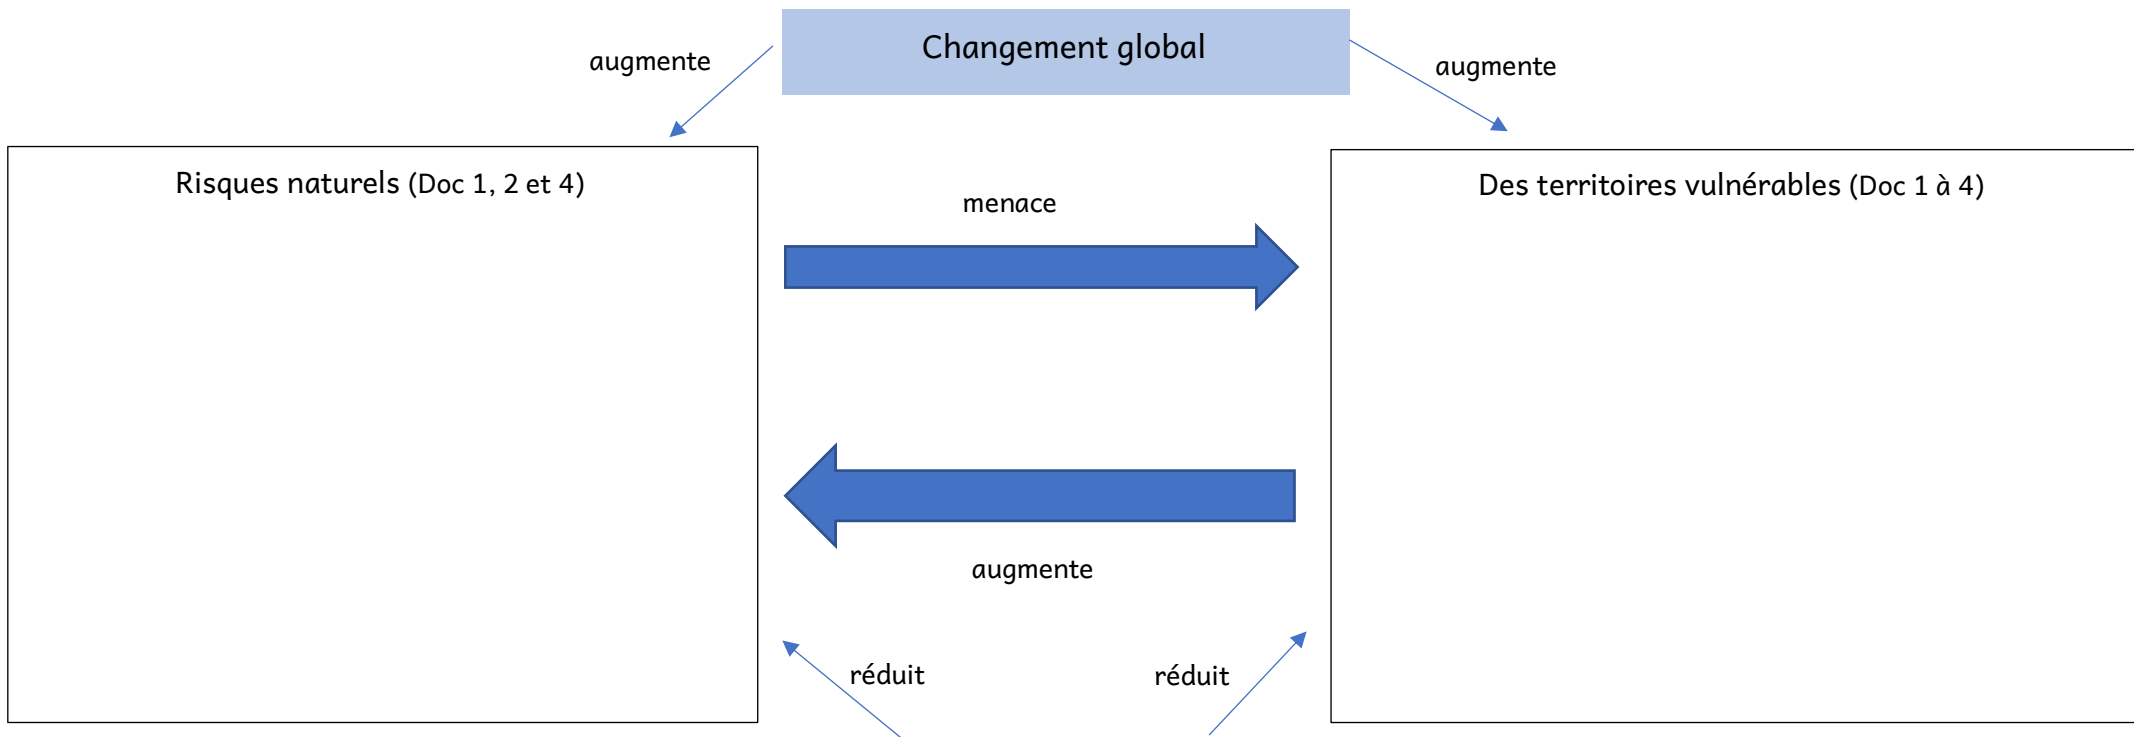 Changement global
augmente
augmente
Risques naturels (Doc 1, 2 et 4)
Des territoires vulnérables (Doc 1 à 4)
menace
augmente
réduit
réduit